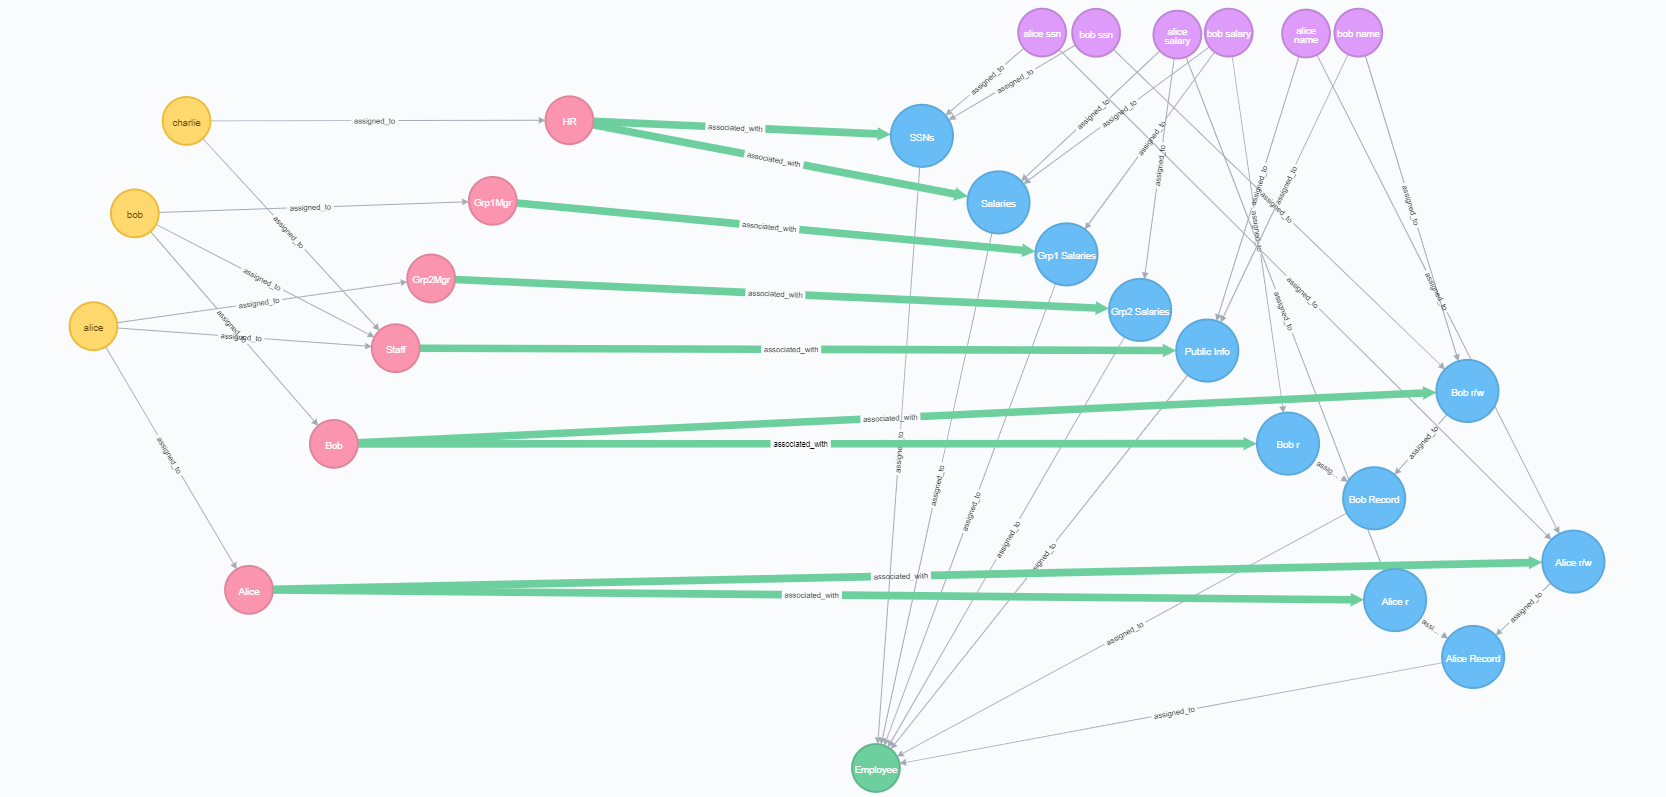 alice ssn
bob ssn
alice
salary
bob salary
alice
name
bob name
charlie
assigned_to
HR
associated_with
associated_with
SSNs
assigned_to
assigned_to
assigned_to
assigned_to
assigned_to
assigned_to
assigned_to
assigned_to
assigned_to
assigned_to
assigned_to
bob
assigned_to
Grp1Mgr
associated_with
Salaries
assigned_to
assigned_to
Grp1 Salaries
Grp2Mgr
associated_with
Grp2 Salaries
assigned_to
assigned_to
assigned_to
assigned_to
alice
assigned_to
assigned_to
Staff
associated_with
Public Info
Bob r/w
associated_with
Bob
associated_with
Bob r
assigned_to
assig...
Bob Record
assigned_to
assigned_to
assigned_to
assigned_to
assigned_to
assigned_to
Alice
associated_with
associated_with
Alice r/w
Alice r
assigned_to
assi...
Alice Record
assigned_to
assigned_to
Employee